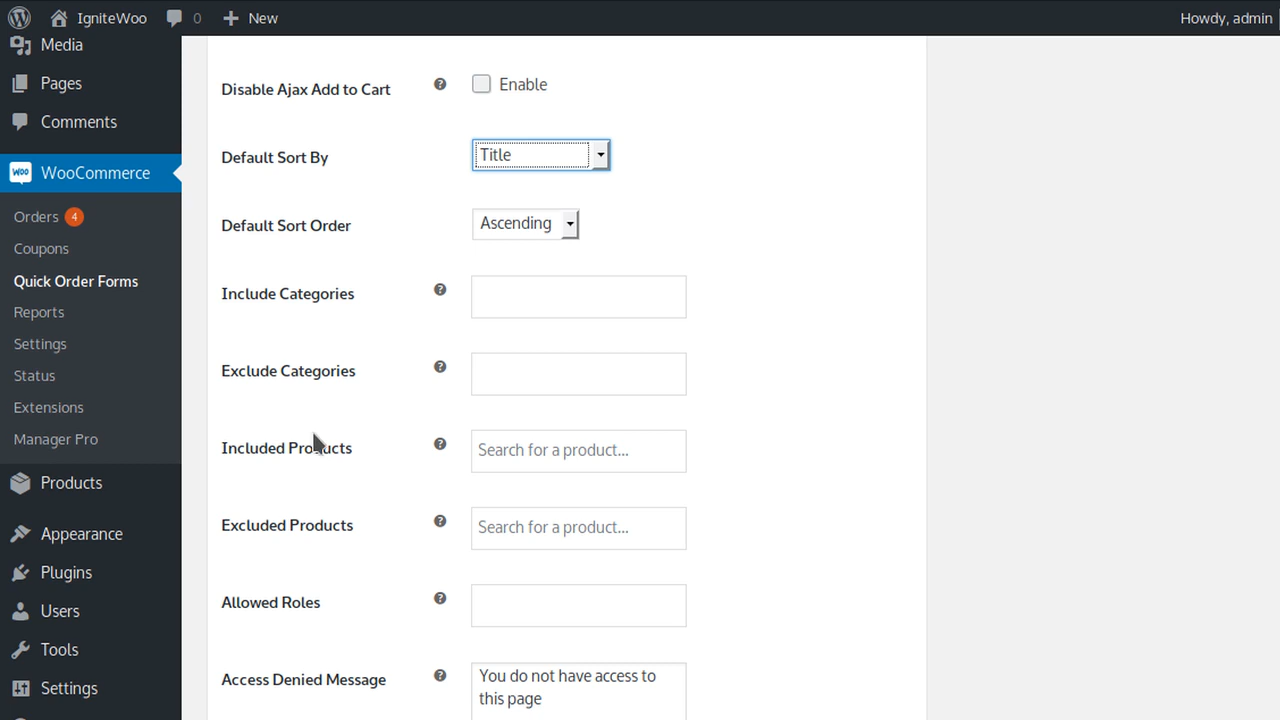 IgniteWoo 0 New Howdy, admin
Media
Pages
Comments
WooCommerce
Orders 4
Coupons
Quick Order Forms
Reports
Settings
Status
Extensions
Manager Pro
Products
Appearance
Plugins
Users
Tools
Settings
Disable Ajax Add to Cart ? Enable
Default Sort By Title
Default Sort Order Ascending
Include Categories ?
Exclude Categories ?
Included Products ? Search for a product...
Excluded Products ? Search for a product...
Allowed Roles ?
Access Denied Message ? You do not have access to
this page